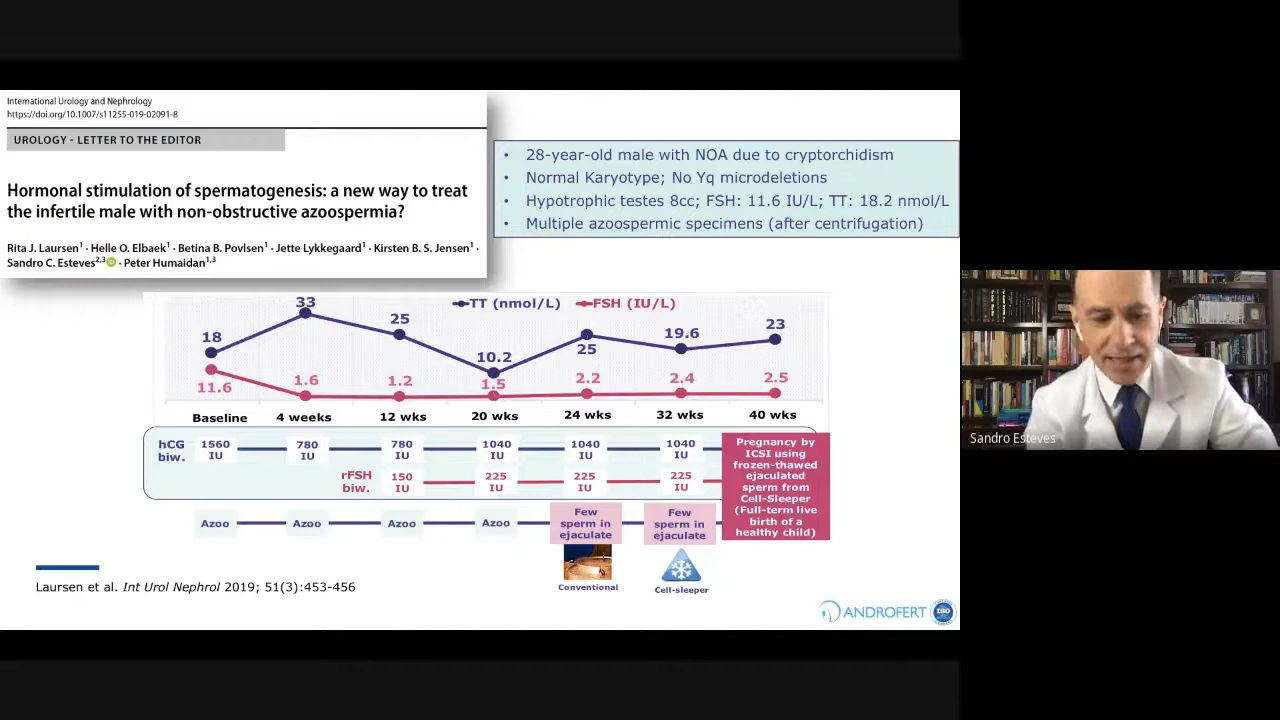 International Urology and Nephrology
https://doi.org/10.1007/s11255-019-02091-8
UROLOGY - LETTER TO THE EDITOR
Hormonal stimulation of spermatogenesis: a new way to treat
the infertile male with non-obstructive azoospermia?
Rita J. Laursen1 · Helle O. Elbaek1 · Betina B. Povlsen1 · Jette Lykkegaard1 · Kirsten B. S. Jensen1 ·
Sandro C. Esteves2,3 · Peter Humaidan1,3
• 28-year-old male with NOA due to cryptorchidism
• Normal Karyotype; No Yq microdeletions
• Hypotrophic testes 8cc; FSH: 11.6 IU/L; TT: 18.2 nmol/L
• Multiple azoospermic specimens (after centrifugation)
TT (nmol/L) FSH (IU/L)
18 33 25 10.2 25 19.6 23
11.6 1.6 1.2 1.5 2.2 2.4 2.5
Baseline 4 weeks 12 wks 20 wks 24 wks 32 wks 40 wks
hCG
biw.
1560
IU
780
IU
780
IU
1040
IU
1040
IU
1040
IU
rFSH
biw.
150
IU
225
IU
225
IU
225
IU
Azoo Azoo Azoo Azoo
Few
sperm in
ejaculate
Few
sperm in
ejaculate
Pregnancy by
ICSI using
frozen-thawed
ejaculated
sperm from
Cell-Sleeper
(Full-term live
birth of a
healthy child)
Conventional
Cell-sleeper
Laursen et al. Int Urol Nephrol 2019; 51(3):453-456
ANDROFERT
ISO
Sandro Esteves